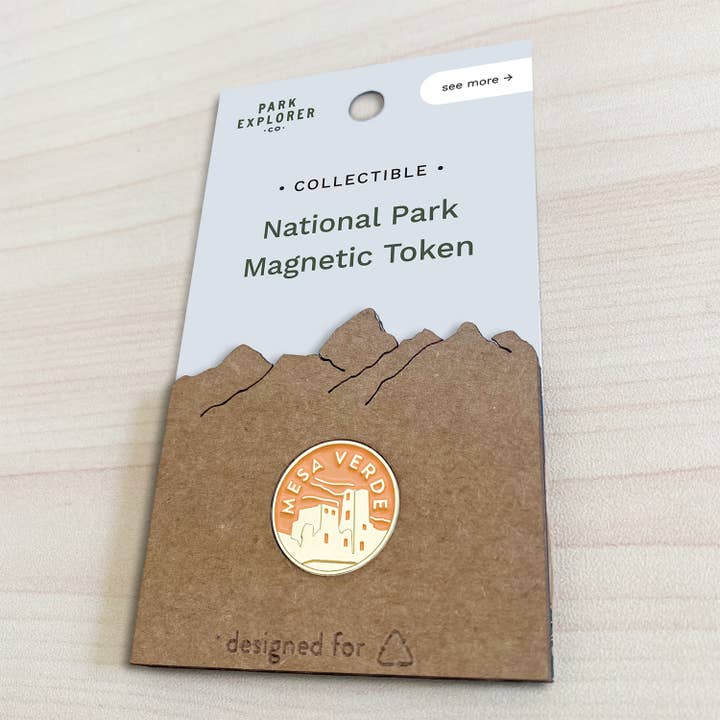 PARK
EXPLORER
·CO·
see more →
• COLLECTIBLE •
National Park
Magnetic Token
MESA VERDE
designed for